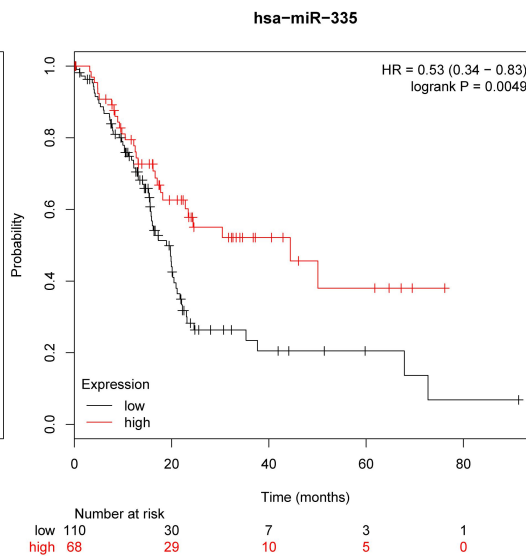 hsa−miR−335
HR = 0.53 (0.34 − 0.83)
logrank P = 0.0049
1.0
0.8
0.6
0.4
0.2
0.0
Probability
Expression
low
high
0 20 40 60 80
Time (months)
Number at risk
low 110 30 7 3 1
high 68 29 10 5 0